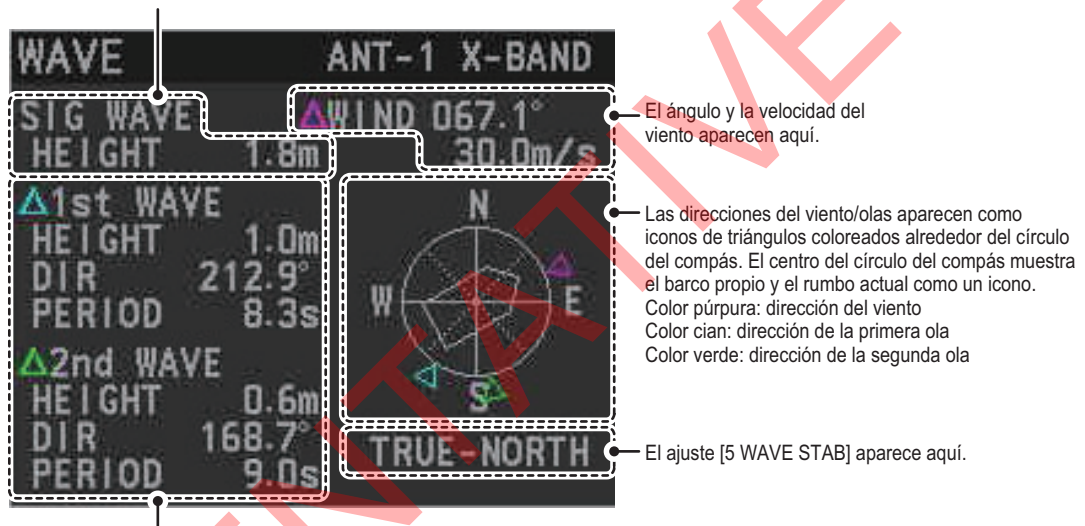 WAVE ANT-1 X-BAND
SIG WAVE
HEIGHT 1.8m
WIND 067.1°
30.0m/s
El ángulo y la velocidad del
viento aparecen aquí.
1st WAVE
HEIGHT 1.0m
DIR 212.9°
PERIOD 8.3s
2nd WAVE
HEIGHT 0.6m
DIR 168.7°
PERIOD 9.0s
N
W E
S
Las direcciones del viento/olas aparecen como
iconos de triángulos coloreados alrededor del círculo
del compás. El centro del círculo del compás muestra
el barco propio y el rumbo actual como un icono.
Color púrpura: dirección del viento
Color cian: dirección de la primera ola
Color verde: dirección de la segunda ola
TRUE-NORTH
El ajuste [5 WAVE STAB] aparece aquí.
NTATIVE